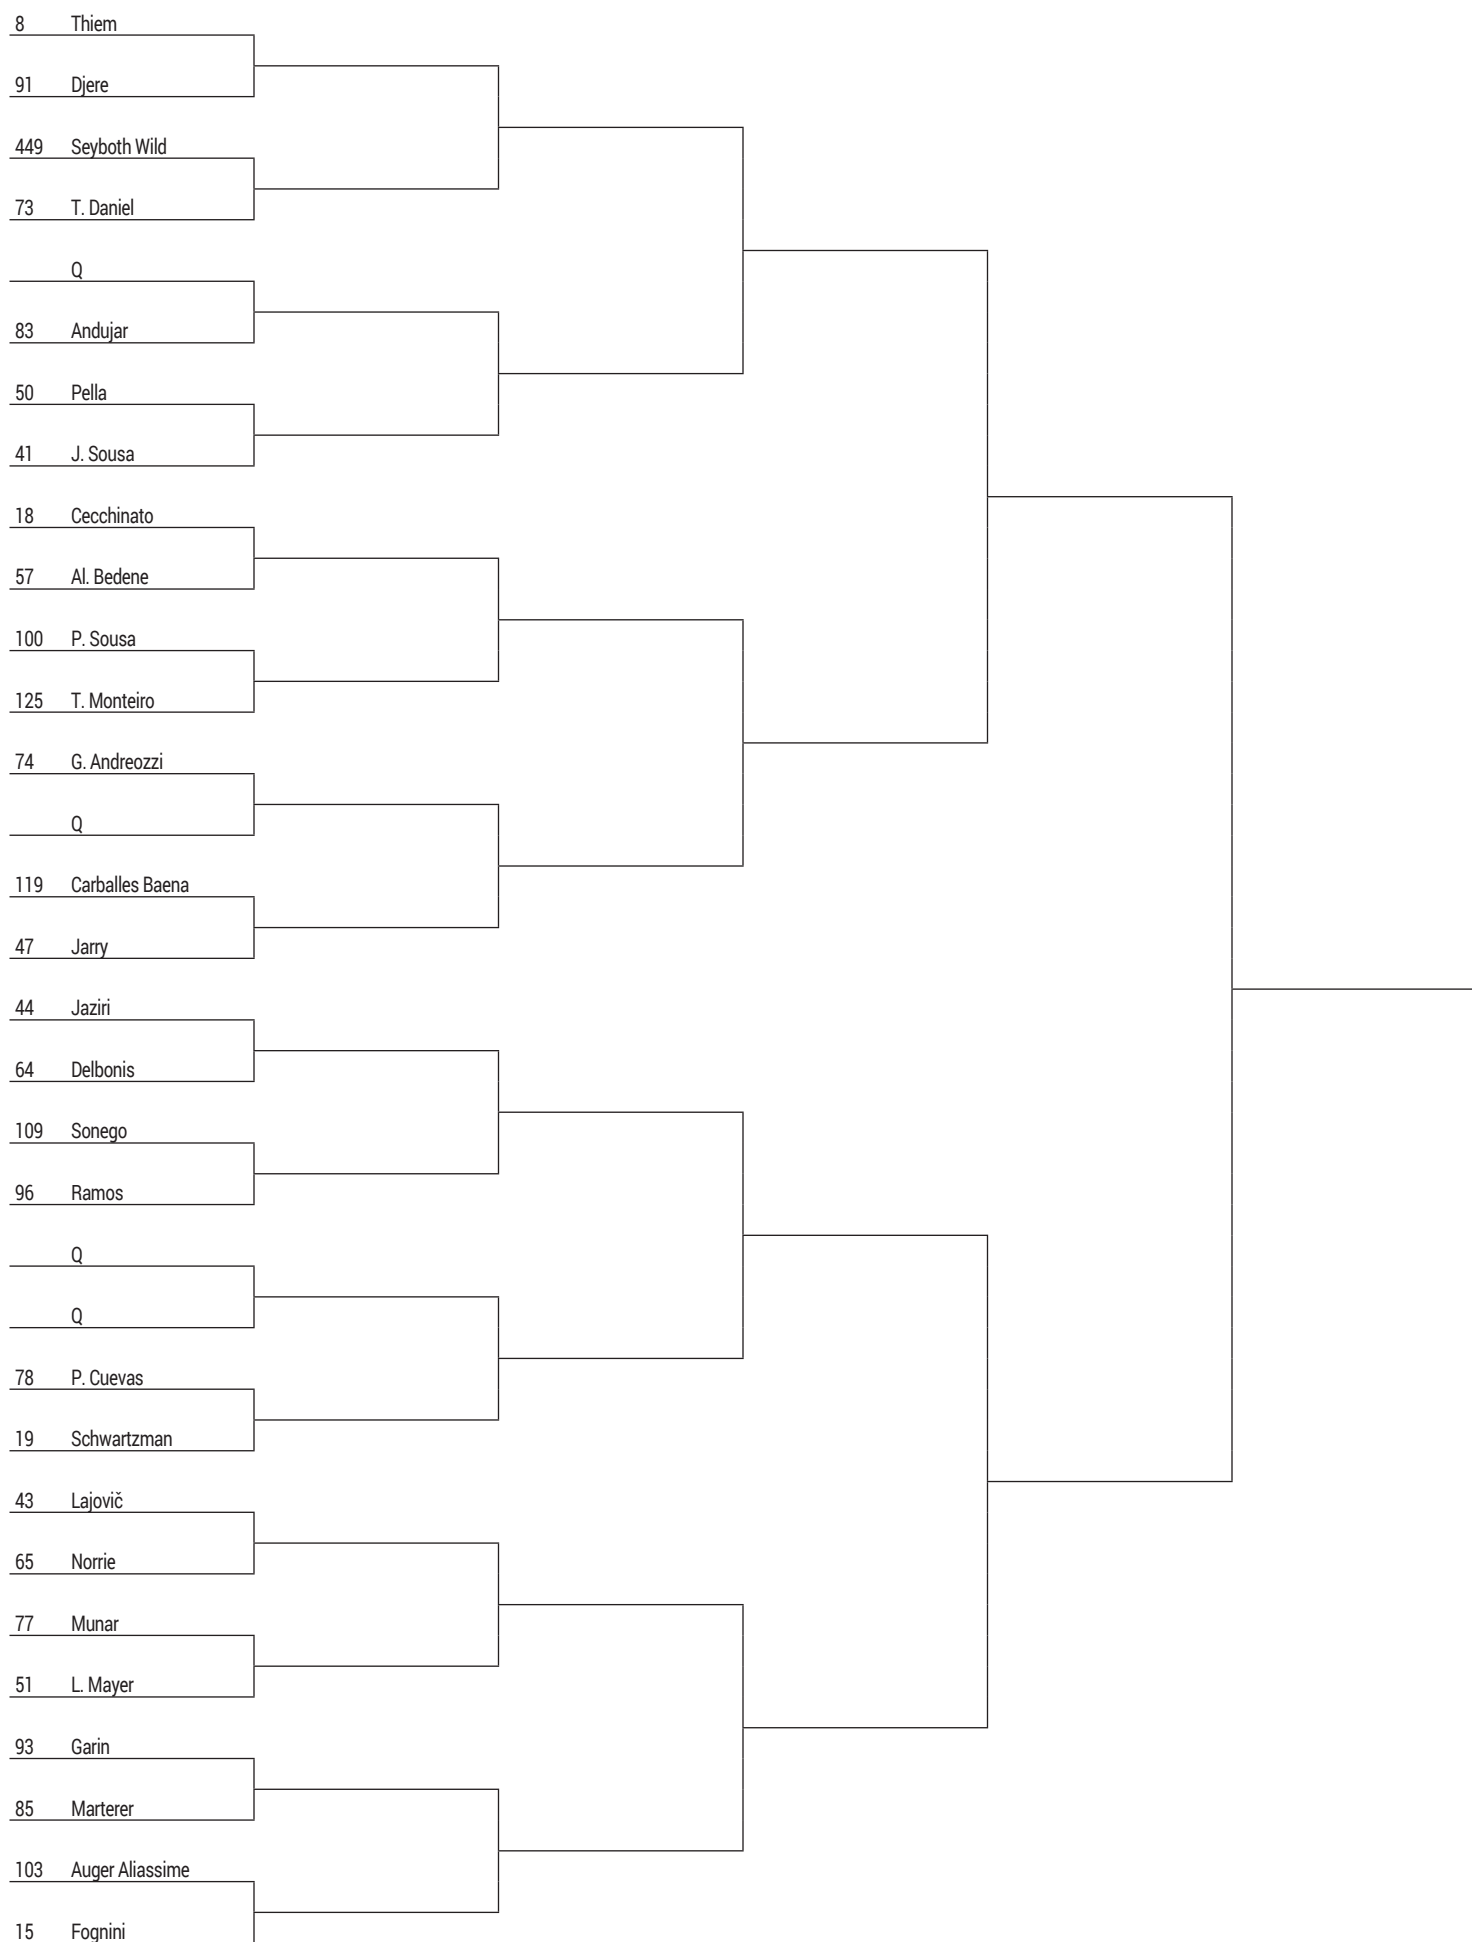 8 Thiem
91 Djere
449 Seyboth Wild
73 T. Daniel
Q
83 Andujar
50 Pella
41 J. Sousa
18 Cecchinato
57 Al. Bedene
100 P. Sousa
125 T. Monteiro
74 G. Andreozzi
Q
119 Carballes Baena
47 Jarry
44 Jaziri
64 Delbonis
109 Sonego
96 Ramos
Q
Q
78 P. Cuevas
19 Schwartzman
43 Lajovič
65 Norrie
77 Munar
51 L. Mayer
93 Garin
85 Marterer
103 Auger Aliassime
15 Fognini